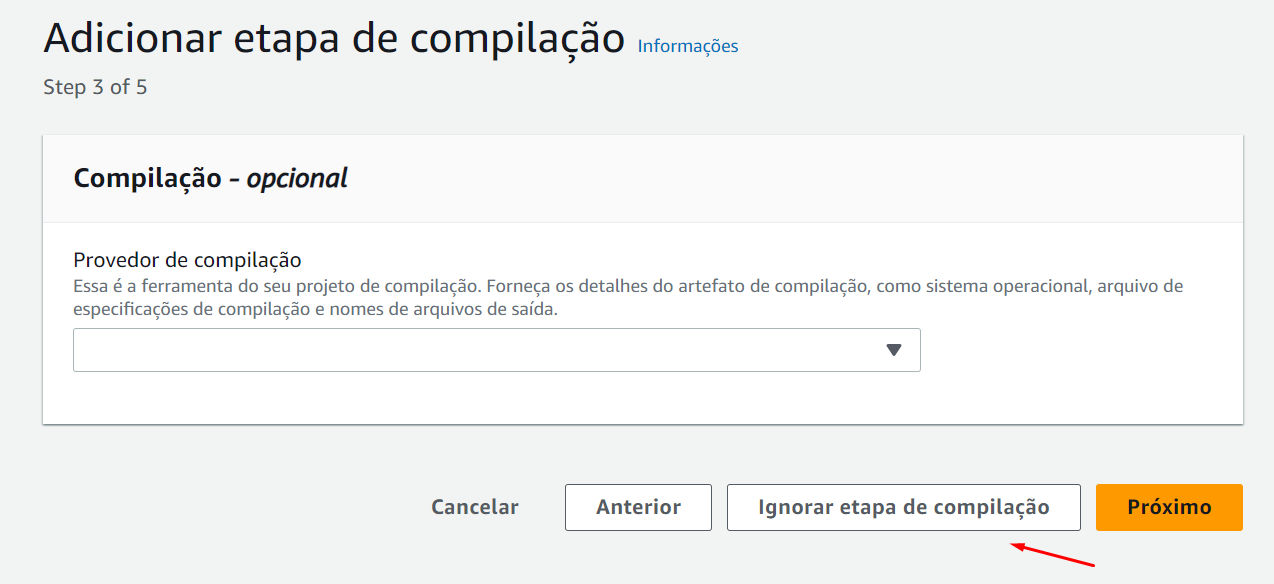 Adicionar etapa de compilação Informações
Step 3 of 5
Compilação - opcional
Provedor de compilação
Essa é a ferramenta do seu projeto de compilação. Forneça os detalhes do artefato de compilação, como sistema operacional, arquivo de
especificações de compilação e nomes de arquivos de saída.
Cancelar Anterior Ignorar etapa de compilação Próximo